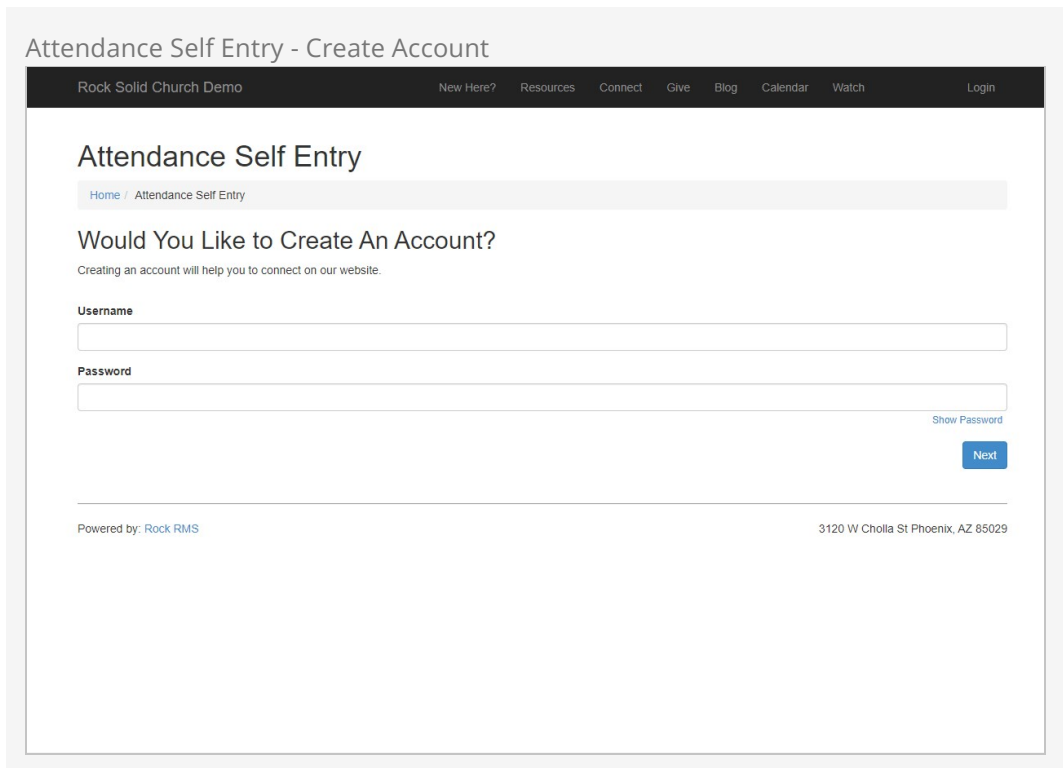 Attendance Self Entry - Create Account
Rock Solid Church Demo New Here? Resources Connect Give Blog Calendar Watch Login
Attendance Self Entry
Home / Attendance Self Entry
Would You Like to Create An Account?
Creating an account will help you to connect on our website.
Username
Password
Show Password
Next
Powered by: Rock RMS 3120 W Cholla St Phoenix, AZ 85029